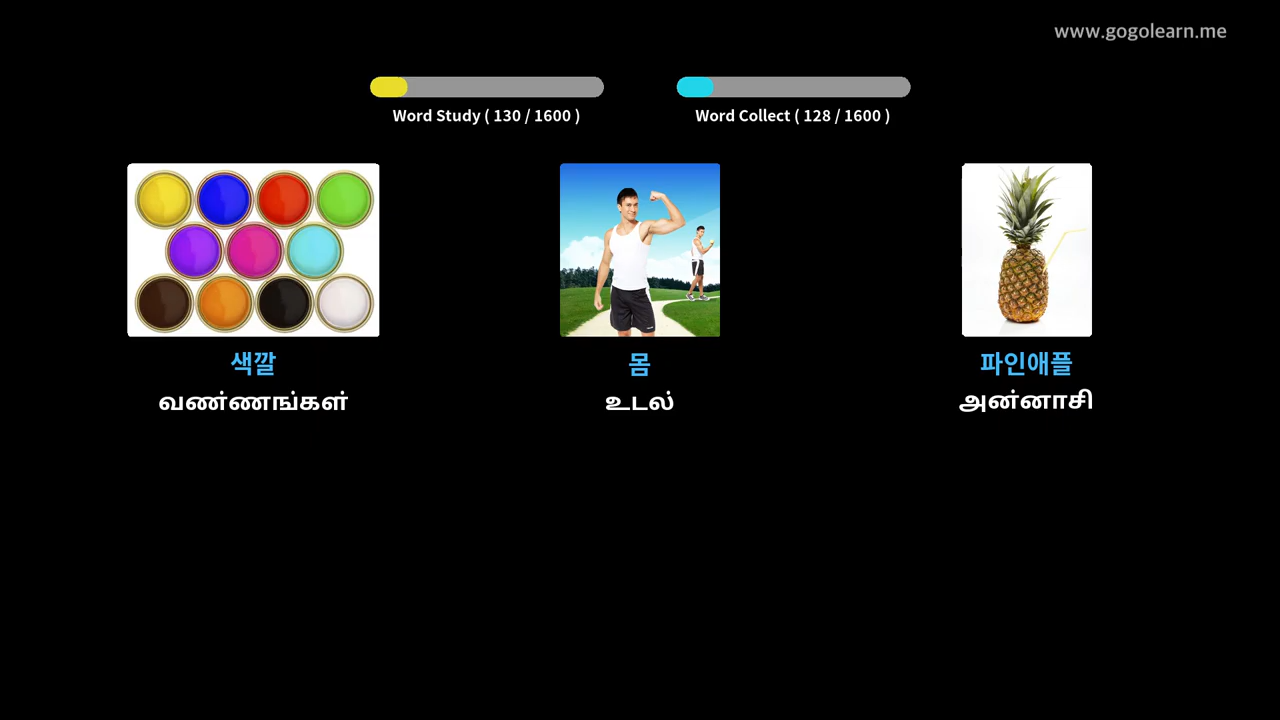 www.gogolearn.me
Word Study ( 130 / 1600 )
Word Collect ( 128 / 1600 )
색깔
몸
파인애플
வண்ணங்கள்
உடல்
அன்னாசி